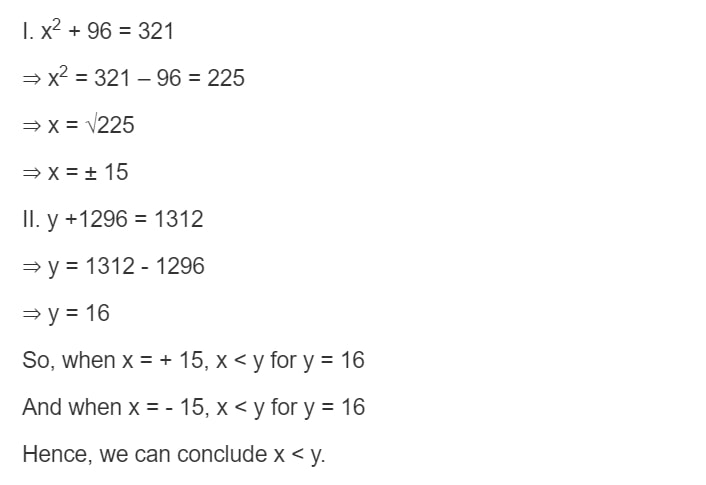 I. x² + 96 = 321
⇒ x² = 321 – 96 = 225
⇒ x = √225
⇒ x = ± 15
II. y +1296 = 1312
⇒ y = 1312 - 1296
⇒ y = 16
So, when x = + 15, x < y for y = 16
And when x = - 15, x < y for y = 16
Hence, we can conclude x < y.